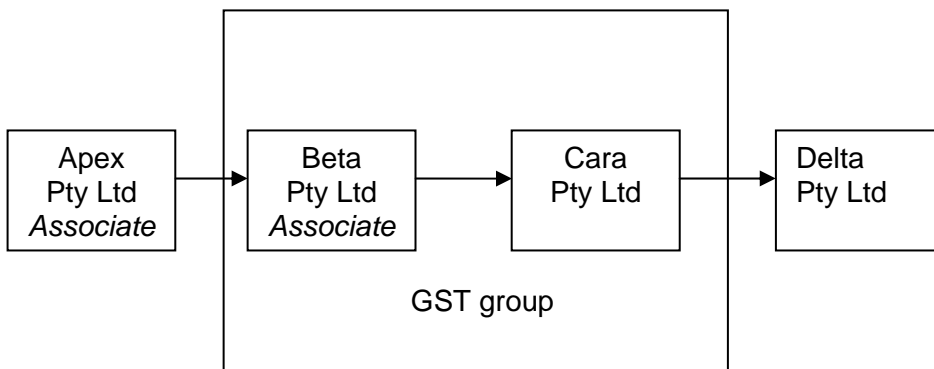 Apex
Pty Ltd
Associate
Beta
Pty Ltd
Associate
Cara
Pty Ltd
Delta
Pty Ltd
GST group